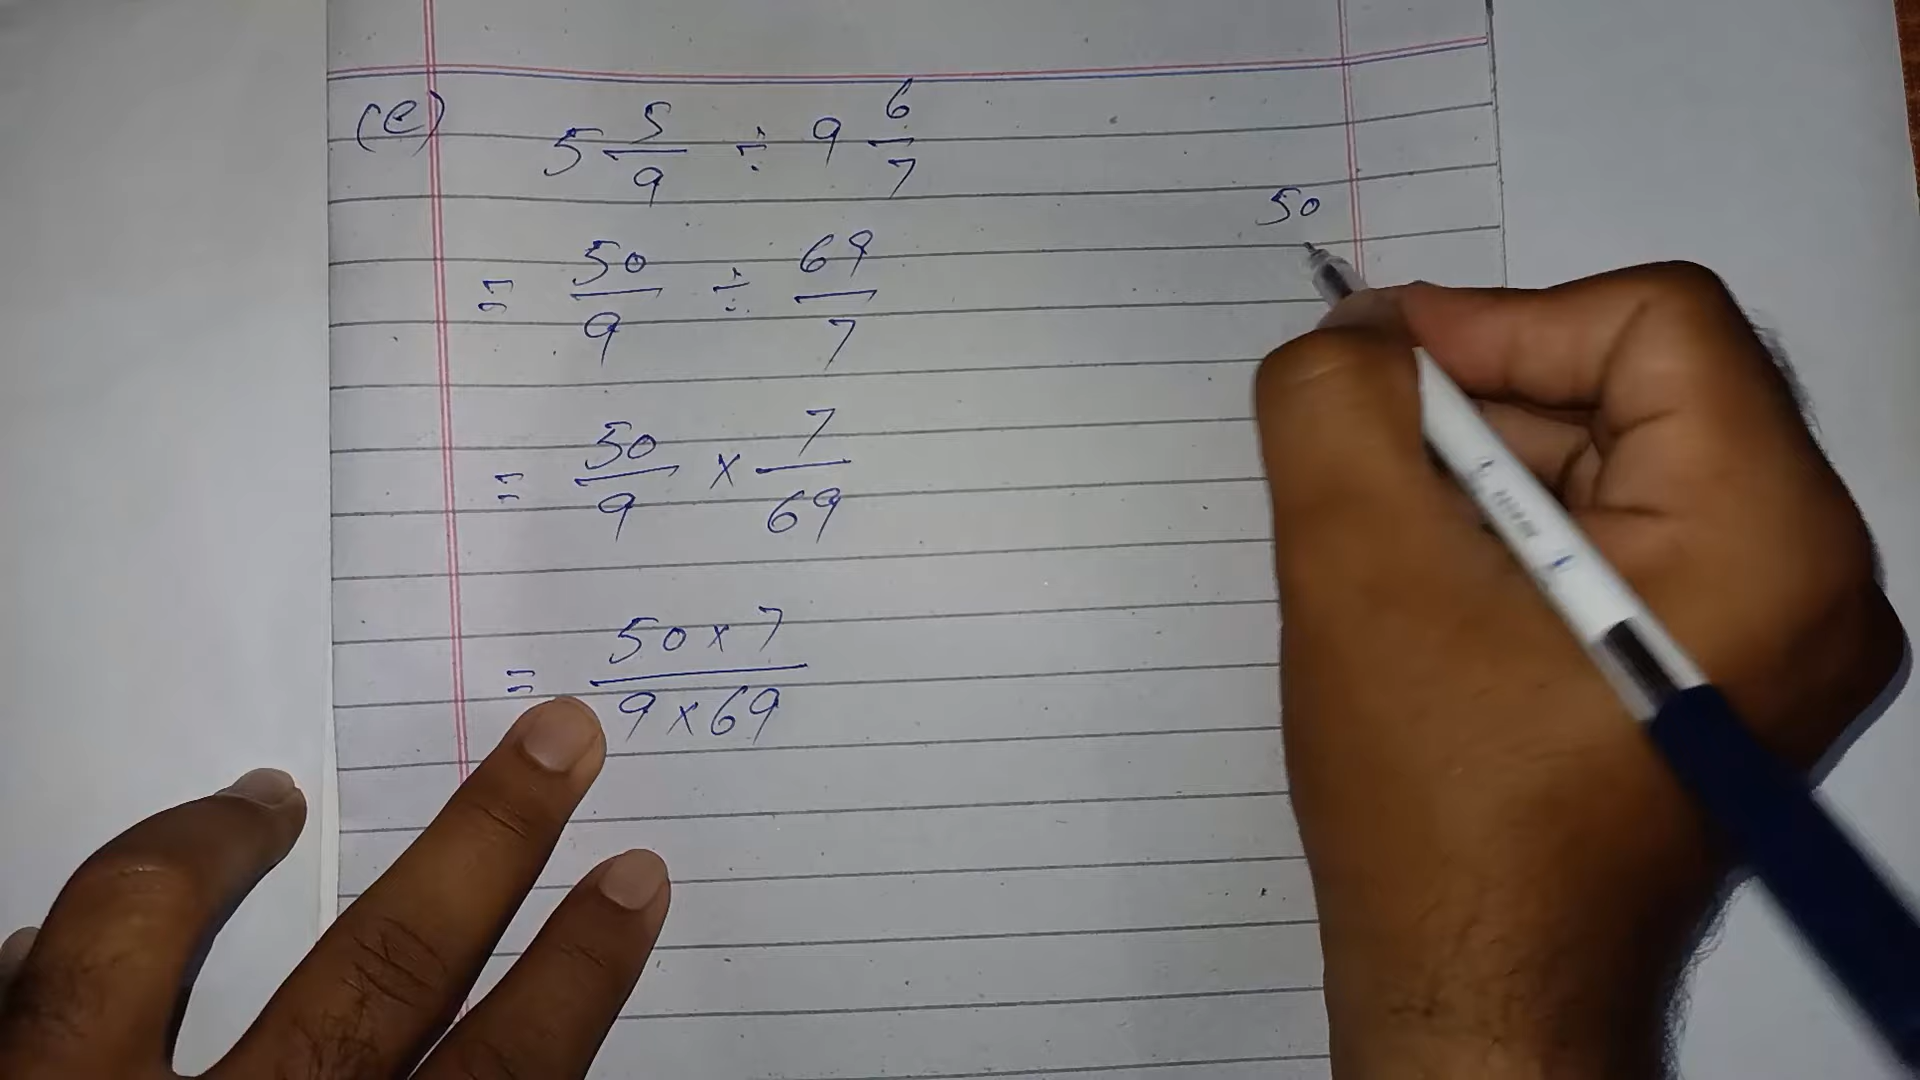 (e) 5 5/9 ÷ 9 6/7
50
= 50/9 ÷ 69/7
= 50/9 × 7/69
= 50×7/9×69